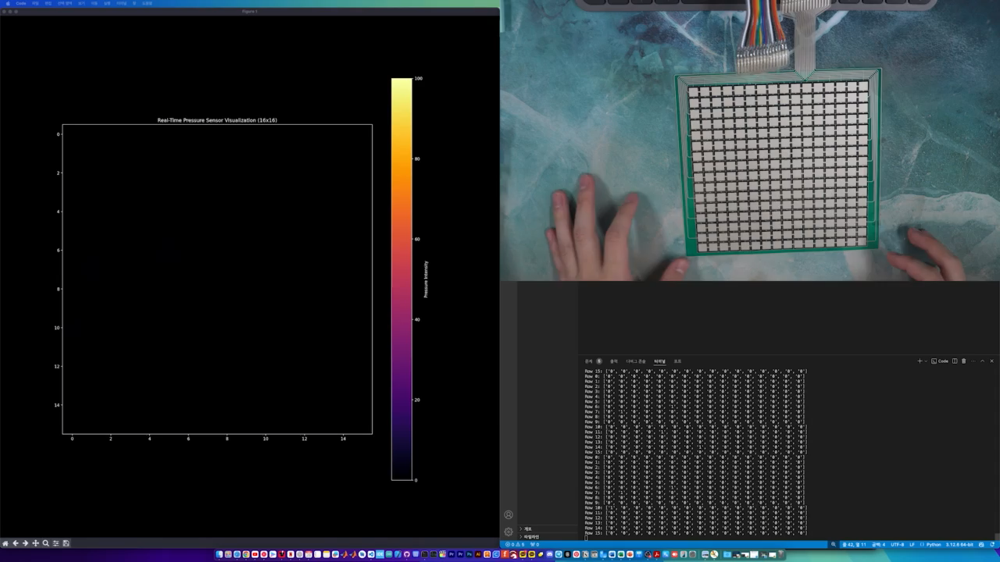 Code
Figure 1
Real-Time Pressure Sensor Visualization (16x16)
100
80
60
40
20
0
Pressure Intensity
0
2
4
6
8
10
12
14
0 2 4 6 8 10 12 14
문제 8 출력 디버그 콘솔 터미널 포트
Code
Row 15: ['0', '0', '0', '0', '0', '0', '0', '0', '0', '0', '0', '0', '0', '0', '0', '0']
Row 0: ['0', '0', '0', '0', '0', '0', '0', '0', '0', '0', '0', '0', '0', '0', '0', '0']
Row 1: ['0', '0', '0', '0', '0', '0', '0', '0', '0', '0', '0', '0', '0', '0', '0', '0']
Row 2: ['0', '0', '0', '0', '0', '0', '0', '0', '0', '0', '0', '0', '0', '0', '0', '0']
Row 3: ['0', '0', '0', '0', '0', '0', '0', '0', '0', '0', '0', '0', '0', '0', '0', '0']
Row 4: ['0', '0', '0', '0', '0', '0', '0', '0', '0', '0', '0', '0', '0', '0', '0', '0']
Row 5: ['0', '0', '0', '0', '0', '0', '0', '0', '0', '0', '0', '0', '0', '0', '0', '0']
Row 6: ['0', '0', '0', '0', '0', '1', '0', '0', '0', '0', '0', '0', '0', '0', '0', '0']
Row 7: ['0', '1', '0', '0', '0', '0', '0', '0', '0', '0', '0', '0', '0', '0', '0', '0']
Row 8: ['0', '0', '0', '0', '0', '0', '0', '0', '0', '0', '0', '0', '0', '0', '0', '0']
Row 9: ['0', '0', '0', '0', '0', '0', '0', '0', '0', '0', '0', '0', '0', '0', '0', '0']
Row 10: ['0', '0', '0', '0', '0', '0', '0', '0', '0', '0', '0', '0', '0', '0', '0', '0']
Row 11: ['0', '0', '0', '0', '1', '0', '0', '0', '0', '0', '0', '0', '0', '0', '0', '0']
Row 12: ['0', '0', '0', '0', '0', '0', '0', '0', '0', '0', '0', '0', '0', '0', '0', '0']
Row 13: ['0', '0', '0', '0', '0', '0', '0', '0', '0', '0', '0', '0', '0', '0', '0', '0']
Row 14: ['0', '0', '0', '0', '0', '0', '0', '1', '0', '0', '0', '0', '0', '0', '0', '0']
Row 15: ['0', '0', '0', '0', '0', '0', '0', '0', '0', '0', '0', '0', '0', '0', '0', '0']
Row 0: ['0', '0', '0', '0', '0', '0', '0', '0', '0', '0', '0', '0', '0', '0', '0', '0']
Row 1: ['0', '0', '0', '0', '0', '0', '0', '0', '0', '0', '0', '0', '0', '0', '0', '0']
Row 2: ['0', '0', '0', '0', '0', '0', '0', '0', '0', '0', '0', '0', '0', '0', '0', '0']
Row 3: ['0', '0', '0', '0', '0', '0', '0', '0', '0', '0', '0', '0', '0', '0', '0', '0']
Row 4: ['0', '0', '0', '0', '0', '0', '0', '0', '0', '0', '0', '0', '0', '0', '0', '0']
Row 5: ['0', '0', '0', '0', '0', '0', '0', '0', '0', '0', '0', '0', '0', '0', '0', '0']
Row 6: ['0', '0', '0', '0', '0', '1', '0', '0', '0', '0', '0', '0', '0', '0', '0', '0']
Row 7: ['0', '1', '0', '0', '0', '0', '0', '0', '0', '0', '0', '0', '0', '0', '0', '0']
Row 8: ['0', '0', '0', '0', '0', '0', '0', '0', '0', '0', '0', '0', '0', '0', '0', '0']
Row 9: ['0', '0', '0', '0', '0', '0', '0', '0', '0', '0', '0', '0', '0', '0', '0', '0']
Row 10: ['1', '0', '0', '0', '0', '0', '0', '0', '0', '0', '0', '0', '0', '0', '0', '0']
Row 11: ['0', '0', '0', '0', '0', '0', '0', '0', '0', '0', '0', '0', '0', '0', '0', '0']
Row 12: ['0', '0', '0', '0', '0', '0', '0', '0', '0', '0', '0', '0', '0', '0', '0', '0']
Row 13: ['0', '0', '0', '0', '0', '0', '0', '0', '0', '0', '0', '0', '0', '0', '0', '0']
Row 14: ['0', '0', '0', '0', '0', '0', '0', '0', '0', '0', '0', '0', '0', '0', '0', '0']
Row 15: ['0', '0', '0', '0', '0', '0', '0', '0', '0', '0', '0', '0', '0', '0', '0', '0']
개요
타임라인
0 5 0 줄 42, 열 11 공백: 4 UTF-8 LF Python 3.12.6 64-bit